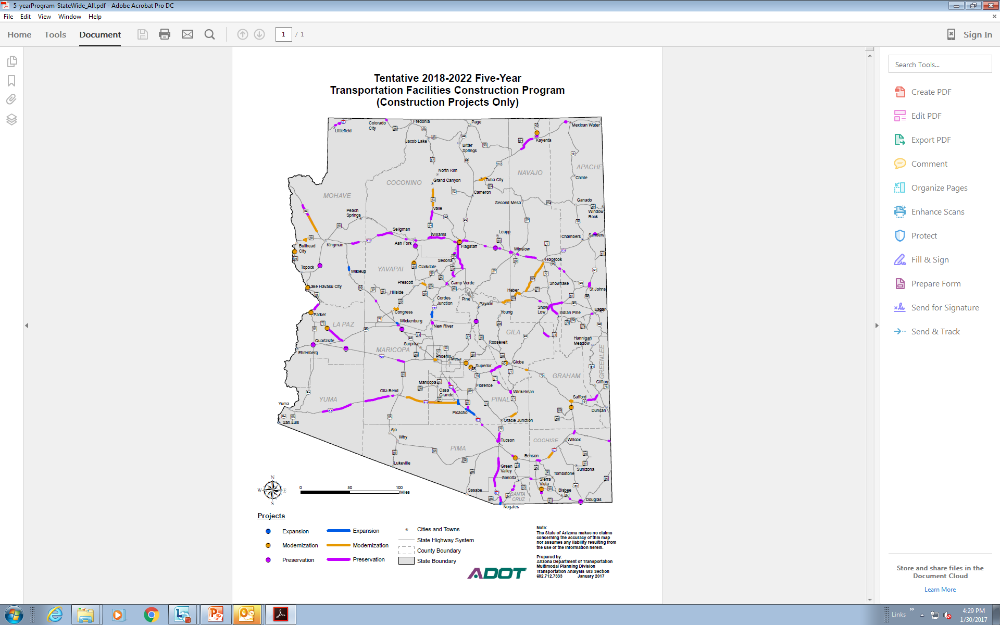 5-yearProgram-StateWide_All.pdf - Adobe Acrobat Pro DC
File Edit View Window Help
Home Tools Document 1 / 1 Sign In
Tentative 2018-2022 Five-Year
Transportation Facilities Construction Program
(Construction Projects Only)
Littlefield
Colorado
City
Fredonia
Page
Mexican Water
Jacob Lake
Bitter
Springs
Kayenta
North Rim
Grand Canyon
NAVAJO
APACHE
COCONINO
Tuba City
Chinle
MOHAVE
Cameron
Second Mesa
Ganado
Window
Rock
Peach
Springs
Valle
Seligman
Williams
Leupp
Chambers
Sanders
Bullhead
City
Kingman
Ash Fork
Flagstaff
Winslow
Holbrook
Sedona
Topock
Wikieup
YAVAPAI
Clarkdale
Lake Havasu City
Prescott
Camp Verde
Heber
Snowflake
St Johns
Hillside
Cordes
Junction
Pine
Payson
Show
Low
Indian Pine
Eagar
Parker
Congress
Young
LA PAZ
Wickenburg
New River
GILA
Quartzsite
Surprise
Roosevelt
Hannigan
Meadow
Ehrenberg
MARICOPA
Phoenix
Mesa
Superior
Globe
GREENLEE
GRAHAM
Maricopa
Florence
Clifton
Gila Bend
Casa
Grande
Winkelman
YUMA
PINAL
Safford
Yuma
Picacho
Duncan
San Luis
Oracle Junction
Ajo
Why
Tucson
COCHISE
Willcox
PIMA
Benson
Lukeville
Green
Valley
Sunizona
Tombstone
Sonoita
Sierra
Vista
Sasabe
SANTA
CRUZ
Bisbee
Douglas
Nogales
N
W E
S
0 50 100
Miles
Projects
Expansion Expansion Cities and Towns
Modernization Modernization State Highway System
Preservation Preservation County Boundary
State Boundary
ADOT
Note:
The State of Arizona makes no claims
concerning the accuracy of this map
nor assumes any liability resulting from
the use of the information herein.
Prepared by:
Arizona Department of Transportation
Multimodal Planning Division
Transportation Analysis GIS Section
602.712.7333 January 2017
Search Tools...
Create PDF
Edit PDF
Export PDF
Comment
Organize Pages
Enhance Scans
Protect
Fill & Sign
Prepare Form
Send for Signature
Send & Track
Store and share files in the
Document Cloud
Learn More
Links
4:29 PM
1/30/2017